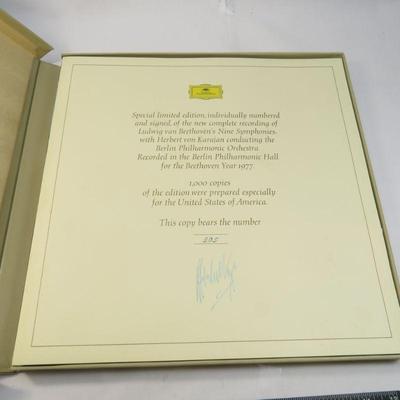 Special limited edition, individually numbered
and signed, of the new complete recording of
Ludwig van Beethoven's Nine Symphonies,
with Herbert von Karajan conducting the
Berlin Philharmonic Orchestra.
Recorded in the Berlin Philharmonic Hall
for the Beethoven Year 1977.
1,000 copies
of the edition were prepared especially
for the United States of America.
This copy bears the number